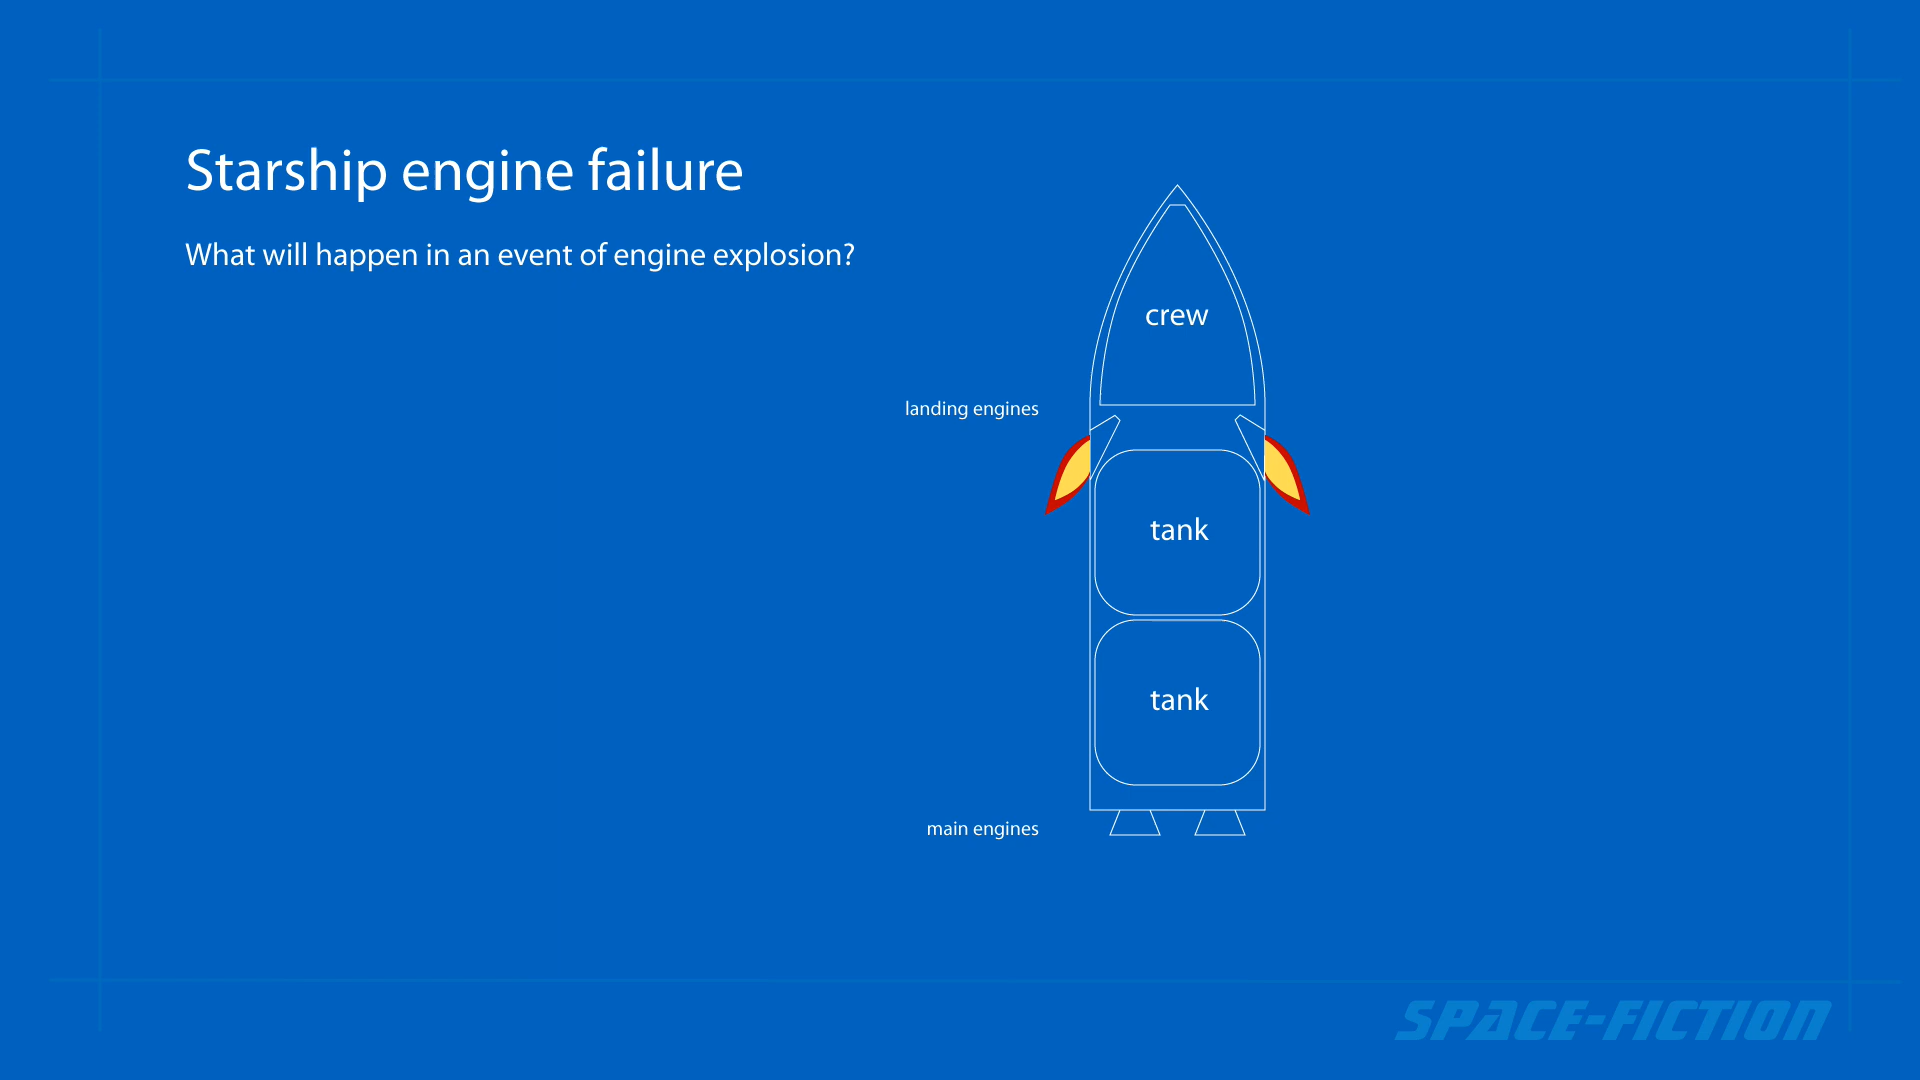 Starship engine failure
What will happen in an event of engine explosion?
crew
landing engines
tank
tank
main engines
SPACE-FICTION